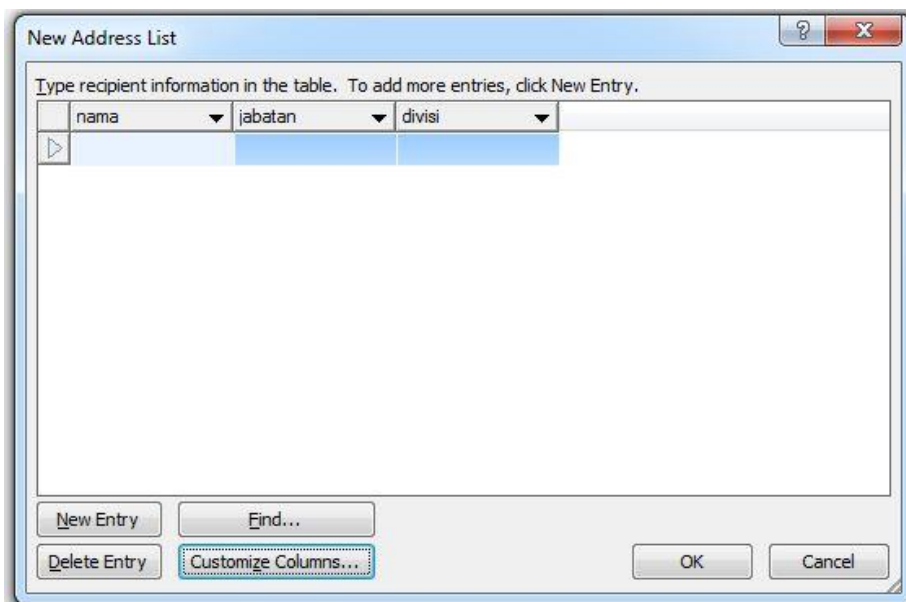 New Address List
Type recipient information in the table.  To add more entries, click New Entry.
nama jabatan divisi
New Entry Find...
Delete Entry Customize Columns... OK Cancel